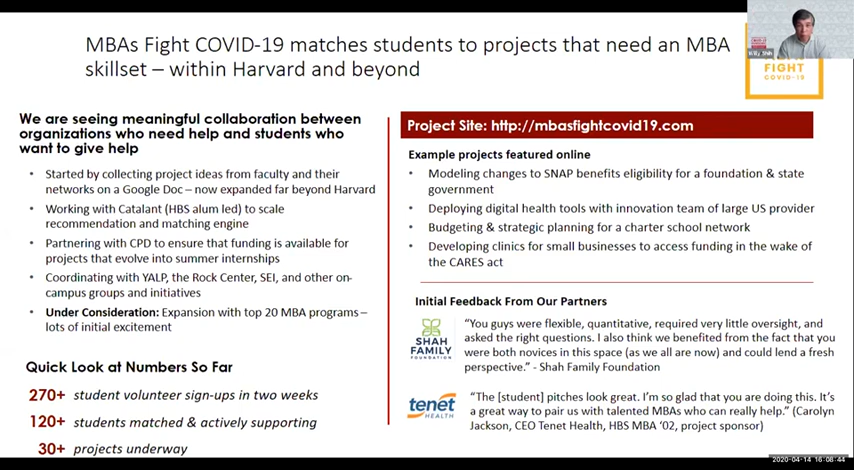 MBAs Fight COVID-19 matches students to projects that need an MBA
skillset – within Harvard and beyond
FIGHT
COVID-19
We are seeing meaningful collaboration between
organizations who need help and students who
want to give help
• Started by collecting project ideas from faculty and their
networks on a Google Doc – now expanded far beyond Harvard
• Working with Catalant (HBS alum led) to scale
recommendation and matching engine
• Partnering with CPD to ensure that funding is available for
projects that evolve into summer internships
• Coordinating with YALP, the Rock Center, SEI, and other on-
campus groups and initiatives
• Under Consideration: Expansion with top 20 MBA programs –
lots of initial excitement
Quick Look at Numbers So Far
270+ student volunteer sign-ups in two weeks
120+ students matched & actively supporting
30+ projects underway
Project Site: http://mbasfightcovid19.com
Example projects featured online
• Modeling changes to SNAP benefits eligibility for a foundation & state
government
• Deploying digital health tools with innovation team of large US provider
• Budgeting & strategic planning for a charter school network
• Developing clinics for small businesses to access funding in the wake of
the CARES act
Initial Feedback From Our Partners
SHAH
FAMILY
FOUNDATION
“You guys were flexible, quantitative, required very little oversight, and
asked the right questions. I also think we benefited from the fact that you
were both novices in this space (as we all are now) and could lend a fresh
perspective.” - Shah Family Foundation
tenet
HEALTH
“The [student] pitches look great. I’m so glad that you are doing this. It’s
a great way to pair us with talented MBAs who can really help.” (Carolyn
Jackson, CEO Tenet Health, HBS MBA ‘02, project sponsor)
2020-04-14 16:08:44